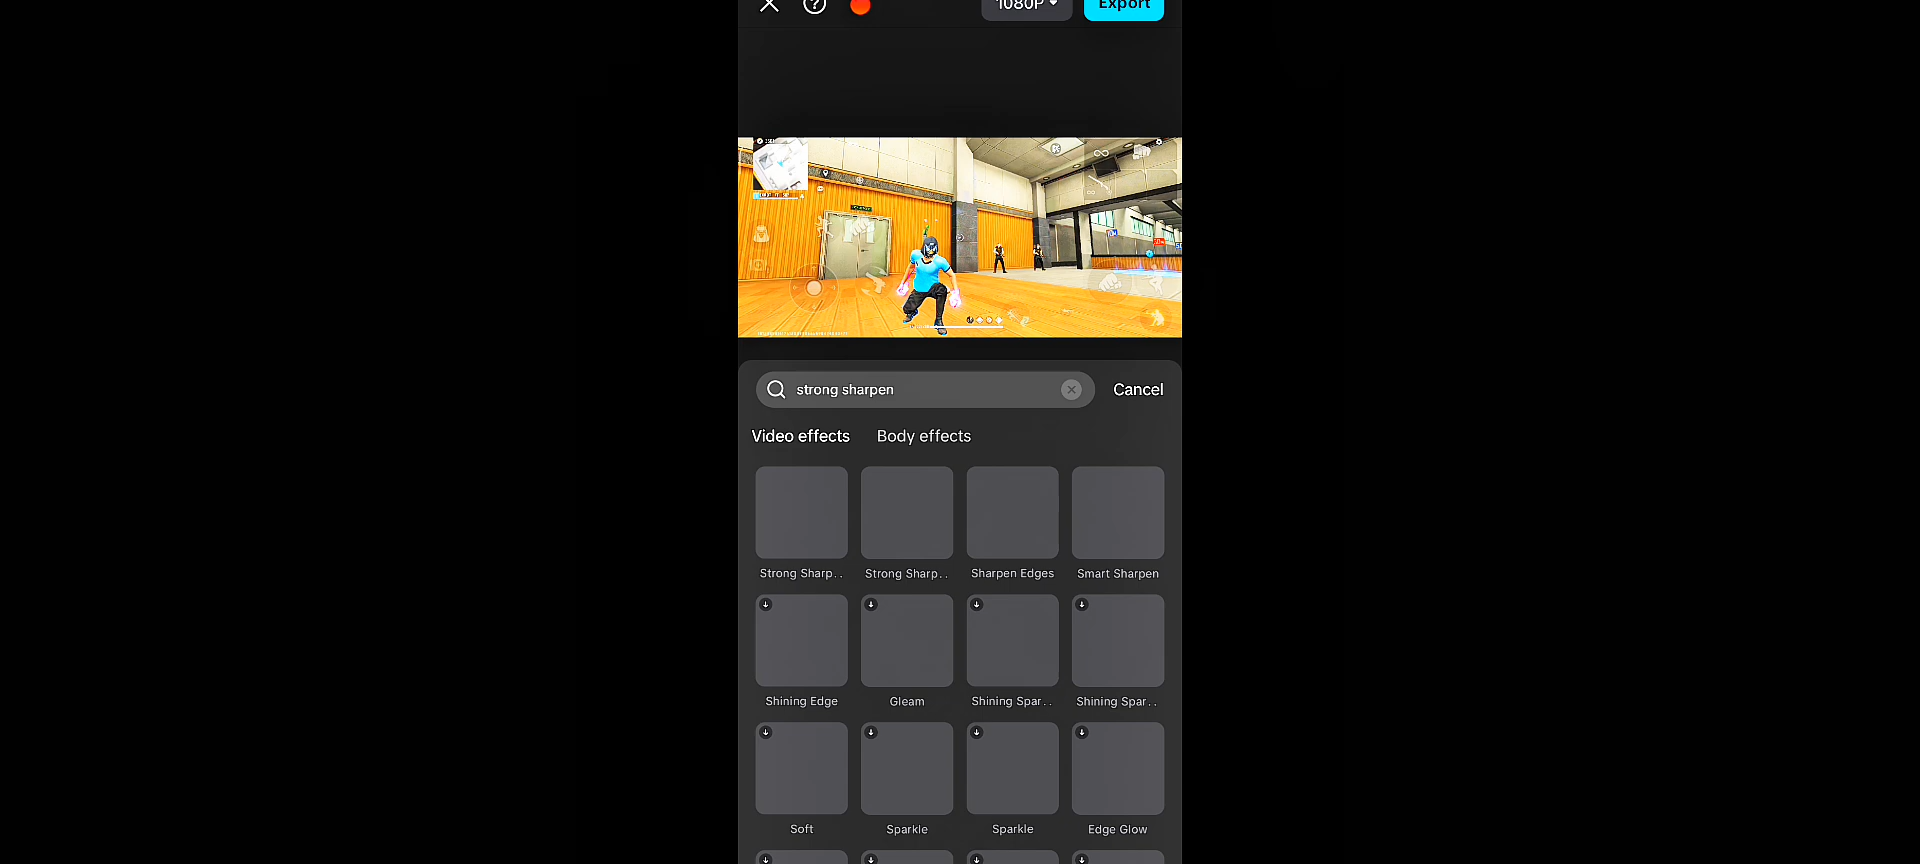 1080P Export
strong sharpen Cancel
Video effects Body effects
Strong Sharp.. Strong Sharp.. Sharpen Edges Smart Sharpen
Shining Edge Gleam Shining Spar.. Shining Spar..
Soft Sparkle Sparkle Edge Glow